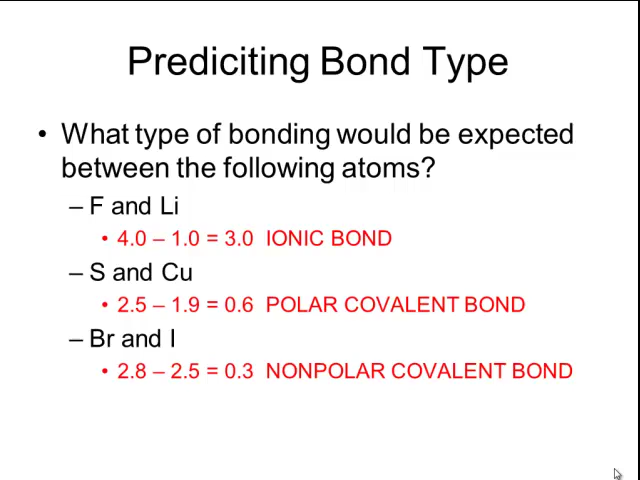 Prediciting Bond Type
• What type of bonding would be expected
between the following atoms?
– F and Li
• 4.0 – 1.0 = 3.0  IONIC BOND
– S and Cu
• 2.5 – 1.9 = 0.6  POLAR COVALENT BOND
– Br and I
• 2.8 – 2.5 = 0.3  NONPOLAR COVALENT BOND